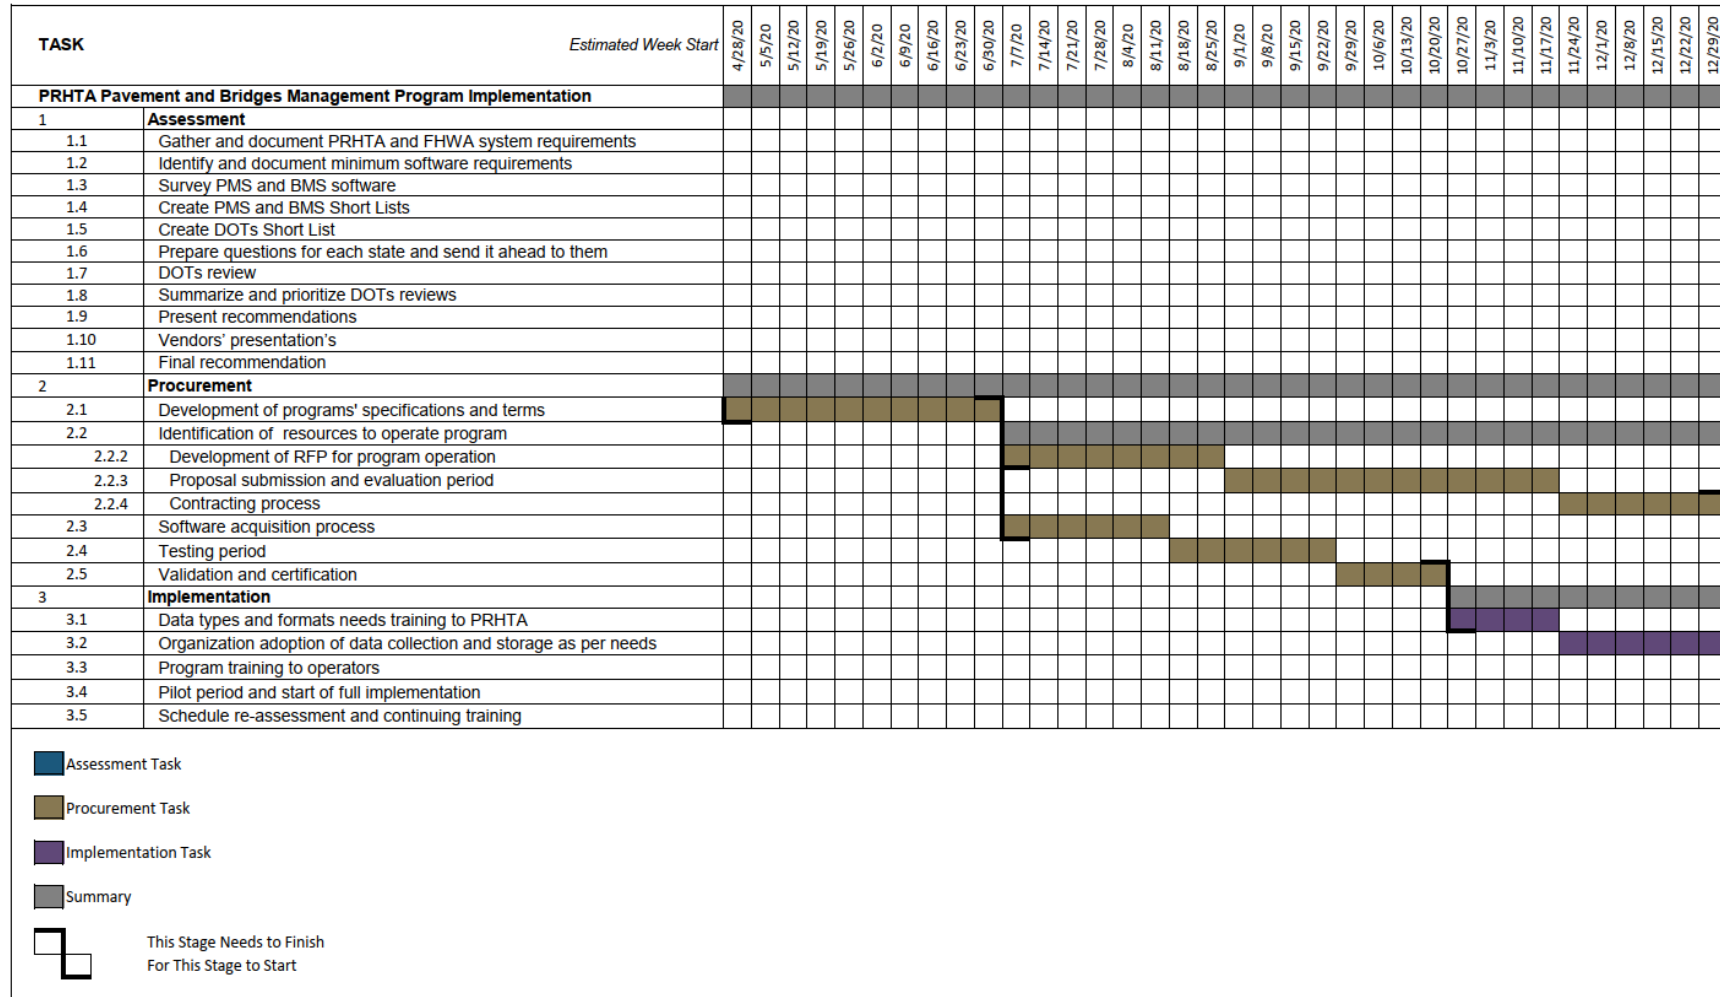 TASK Estimated Week Start 4/28/20 5/5/20 5/12/20 5/19/20 5/26/20 6/2/20 6/9/20 6/16/20 6/23/20 6/30/20 7/7/20 7/14/20 7/21/20 7/28/20 8/4/20 8/11/20 8/18/20 8/25/20 9/1/20 9/8/20 9/15/20 9/22/20 9/29/20 10/6/20 10/13/20 10/20/20 10/27/20 11/3/20 11/10/20 11/17/20 11/24/20 12/1/20 12/8/20 12/15/20 12/22/20 12/29/20
PRHTA Pavement and Bridges Management Program Implementation
1 Assessment
1.1 Gather and document PRHTA and FHWA system requirements
1.2 Identify and document minimum software requirements
1.3 Survey PMS and BMS software
1.4 Create PMS and BMS Short Lists
1.5 Create DOTs Short List
1.6 Prepare questions for each state and send it ahead to them
1.7 DOTs review
1.8 Summarize and prioritize DOTs reviews
1.9 Present recommendations
1.10 Vendors' presentation's
1.11 Final recommendation
2 Procurement
2.1 Development of programs' specifications and terms
2.2 Identification of resources to operate program
2.2.2 Development of RFP for program operation
2.2.3 Proposal submission and evaluation period
2.2.4 Contracting process
2.3 Software acquisition process
2.4 Testing period
2.5 Validation and certification
3 Implementation
3.1 Data types and formats needs training to PRHTA
3.2 Organization adoption of data collection and storage as per needs
3.3 Program training to operators
3.4 Pilot period and start of full implementation
3.5 Schedule re-assessment and continuing training
Assessment Task
Procurement Task
Implementation Task
Summary
This Stage Needs to Finish
For This Stage to Start